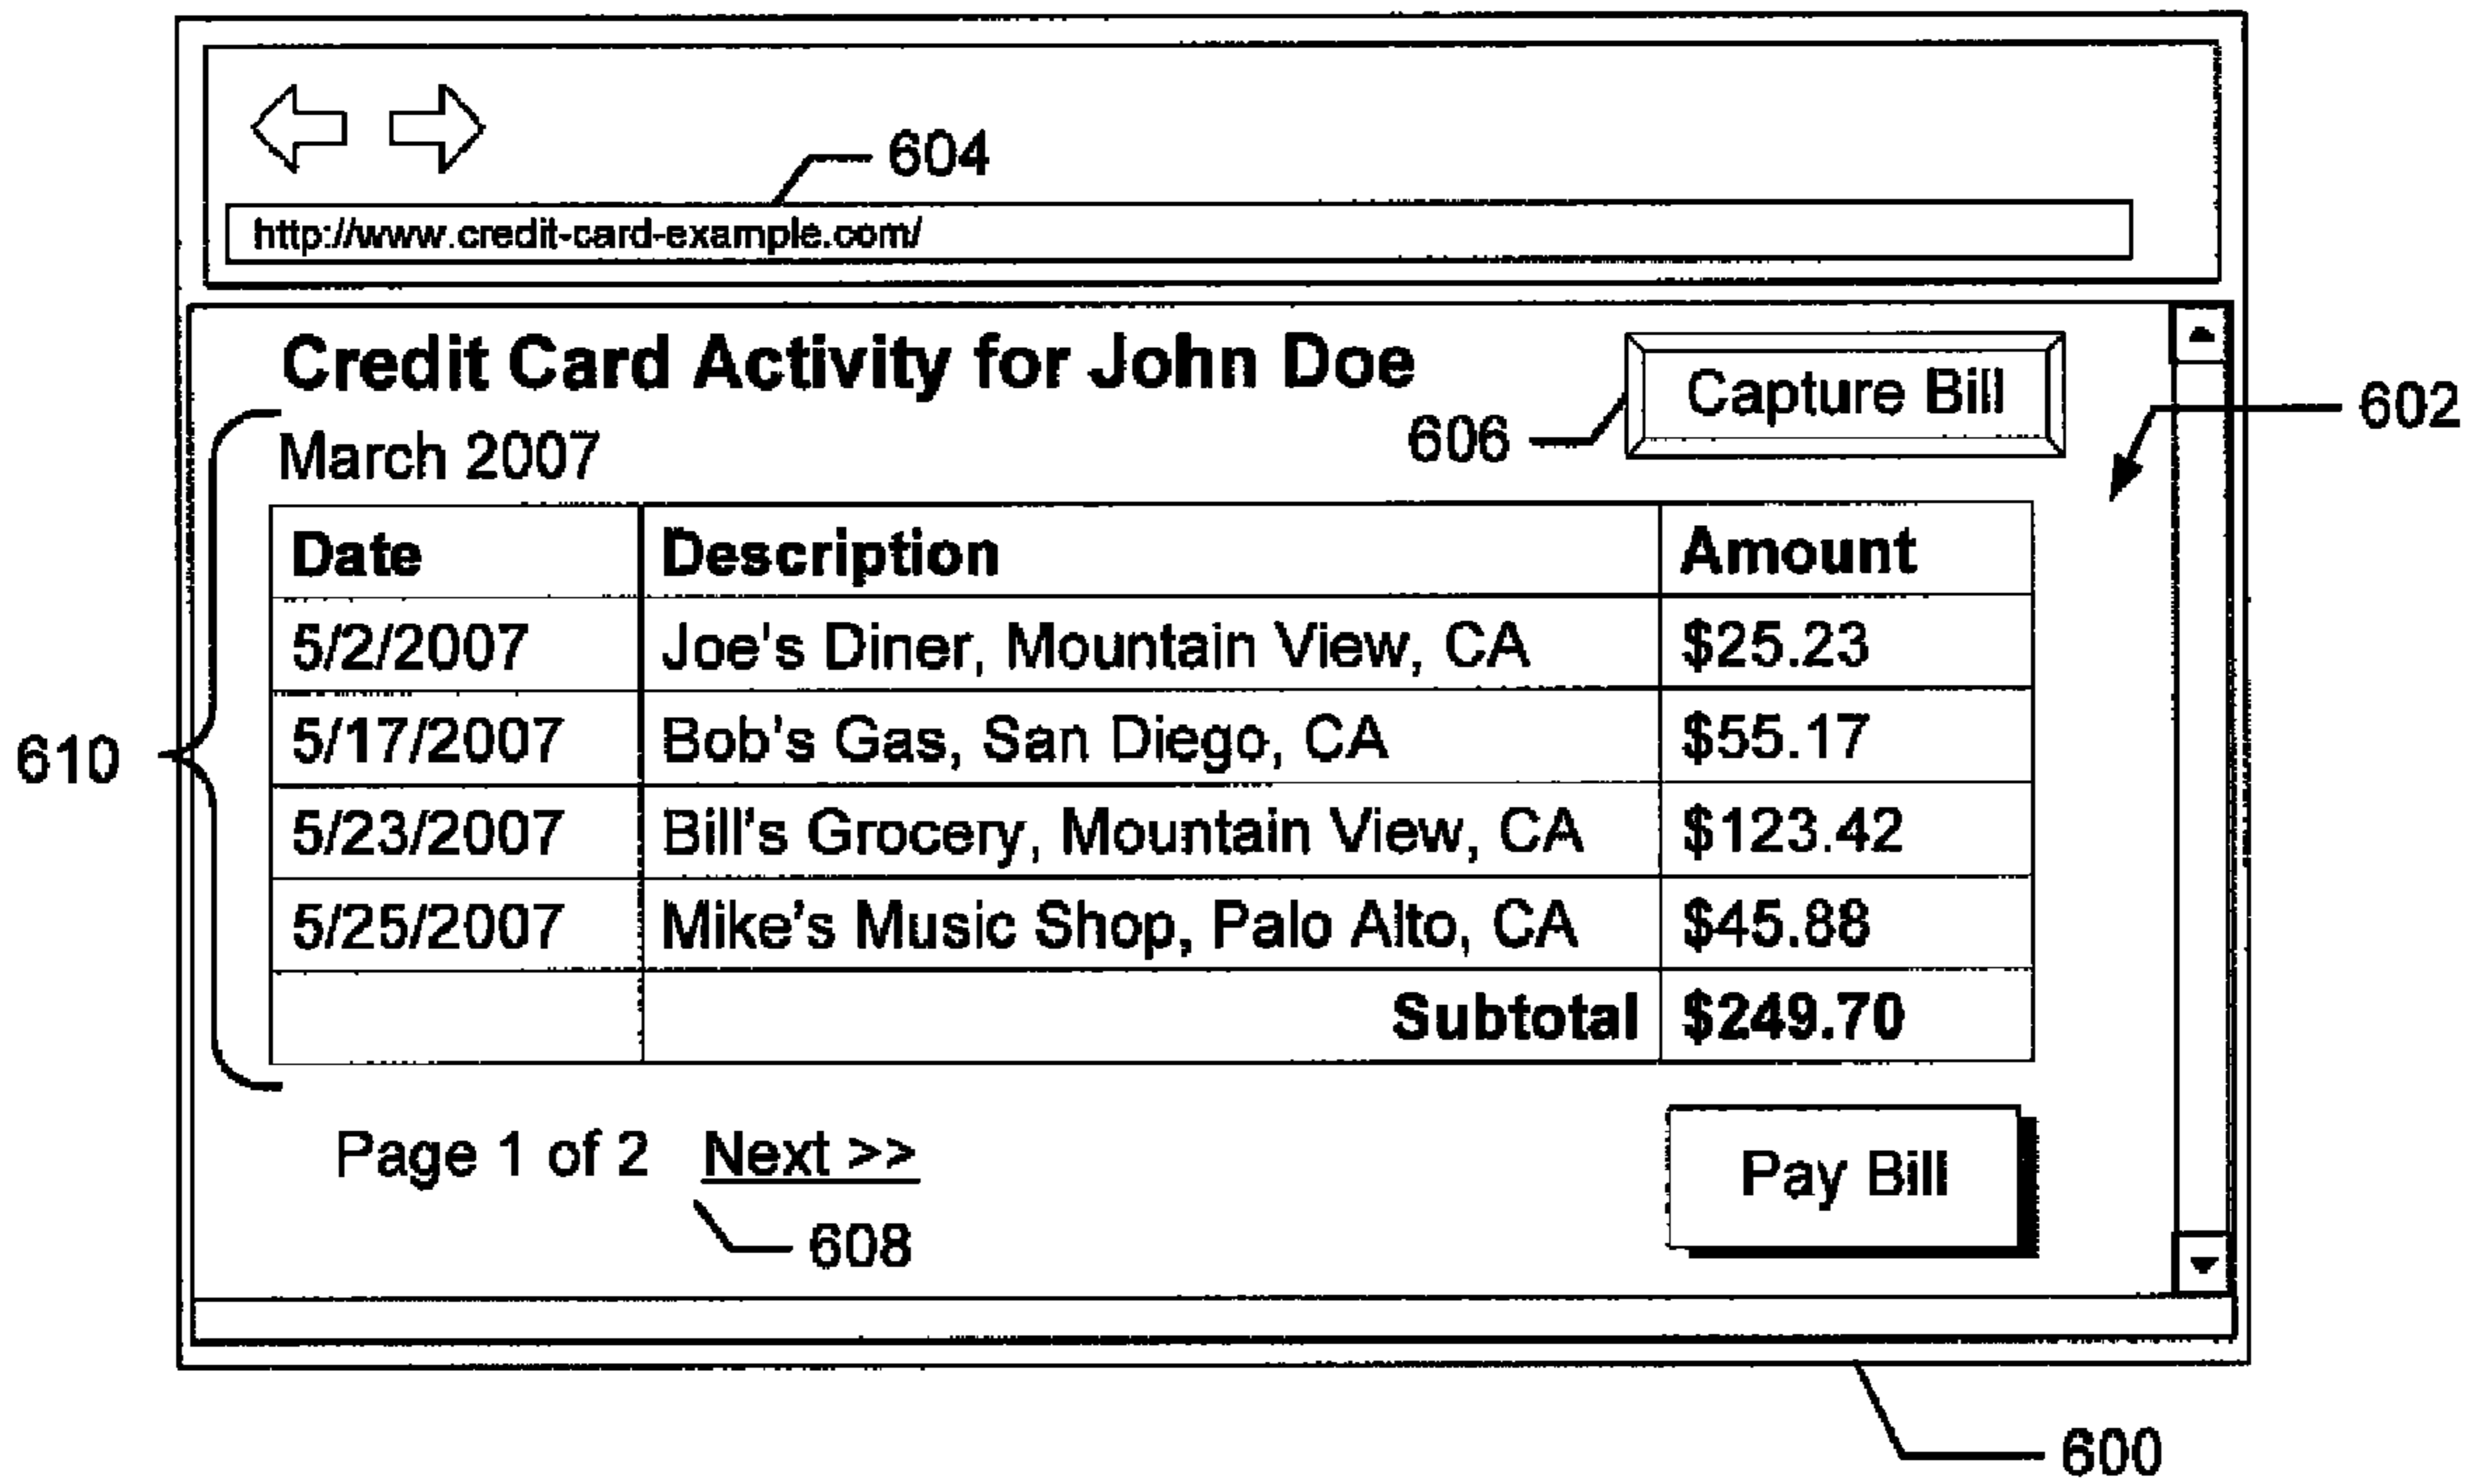 604
http://www.credit-card-example.com/
Credit Card Activity for John Doe
Capture Bill
602
606
March 2007
Date Description Amount
5/2/2007 Joe's Diner, Mountain View, CA $25.23
5/17/2007 Bob's Gas, San Diego, CA $55.17
610
5/23/2007 Bill's Grocery, Mountain View, CA $123.42
5/25/2007 Mike's Music Shop, Palo Alto, CA $45.88
Subtotal $249.70
Page 1 of 2 Next >>
Pay Bill
608
600